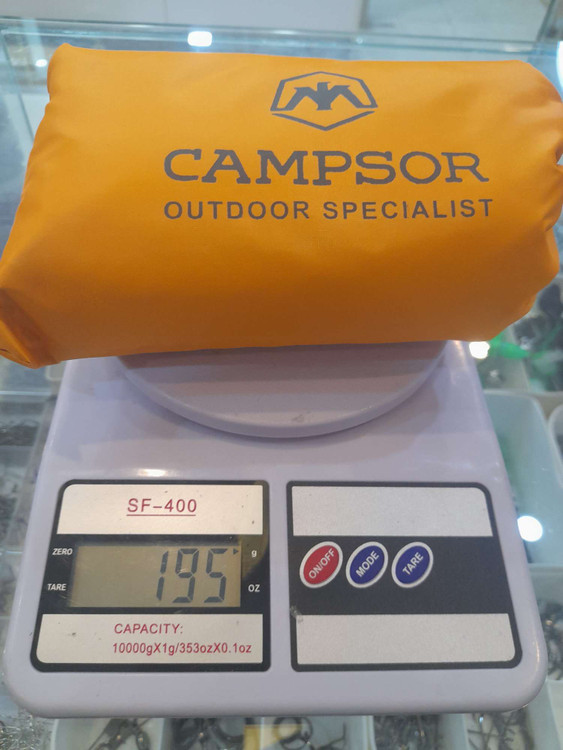 CAMPSOR
OUTDOOR SPECIALIST
SF-400
ZERO
g
195
TARE
OZ
CAPACITY:
10000gX1g/353ozX0.1oz
ON/OFF
MODE
TARE